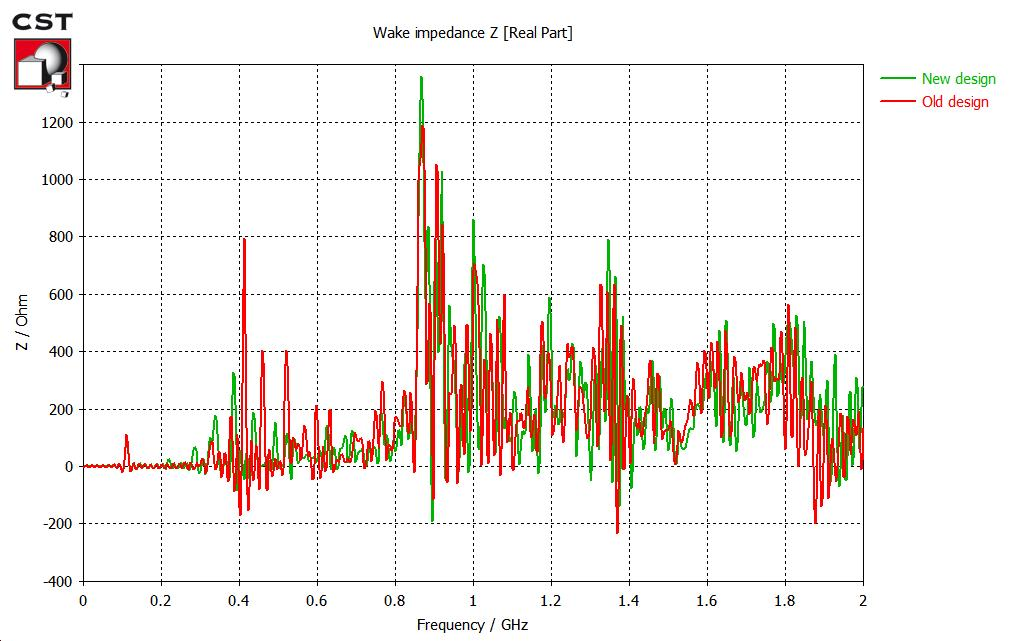 CST
Wake impedance Z [Real Part]
New design
Old design
1200
1000
800
600
400
200
0
-200
-400
Z / Ohm
0 0.2 0.4 0.6 0.8 1 1.2 1.4 1.6 1.8 2
Frequency / GHz